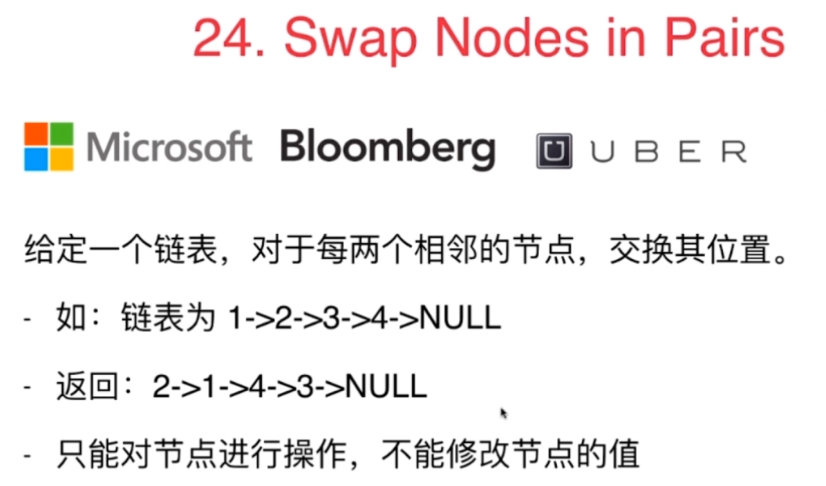 24. Swap Nodes in Pairs
Microsoft Bloomberg UBER
给定一个链表，对于每两个相邻的节点，交换其位置。
- 如：链表为 1->2->3->4->NULL
- 返回：2->1->4->3->NULL
- 只能对节点进行操作，不能修改节点的值